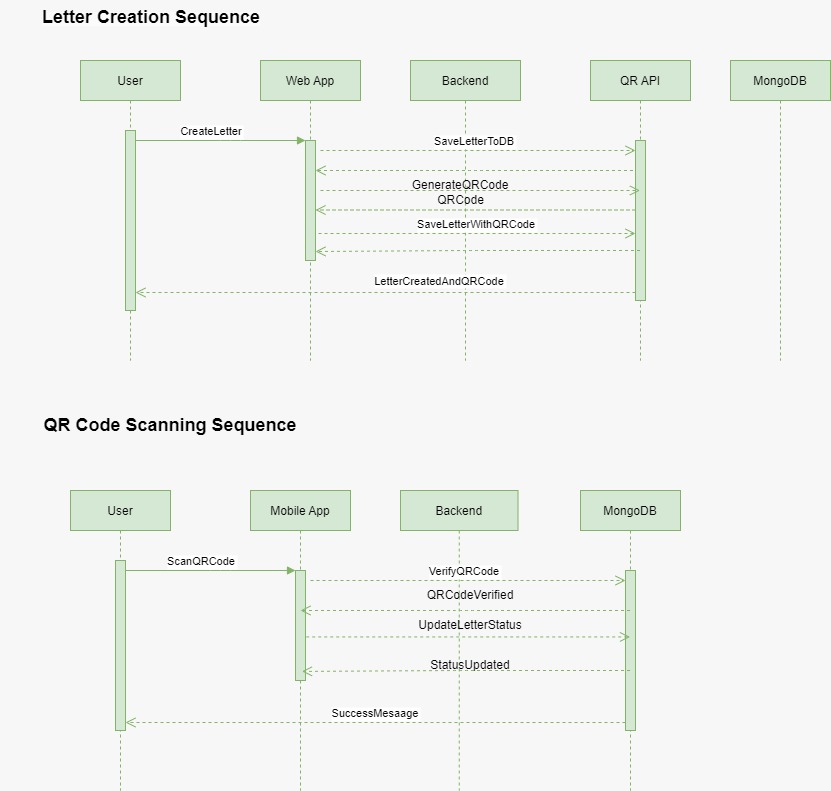 Letter Creation Sequence
User
Web App
Backend
QR API
MongoDB
CreateLetter
SaveLetterToDB
GenerateQRCode
QRCode
SaveLetterWithQRCode
LetterCreatedAndQRCode
QR Code Scanning Sequence
User
Mobile App
Backend
MongoDB
ScanQRCode
VerifyQRCode
QRCodeVerified
UpdateLetterStatus
StatusUpdated
SuccessMesaage